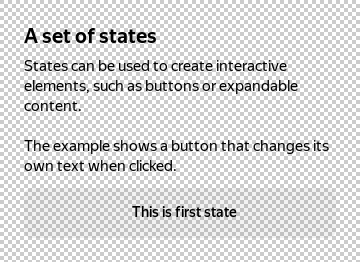 A set of states
States can be used to create interactive
elements, such as buttons or expandable
content.
The example shows a button that changes its
own text when clicked.
This is first state